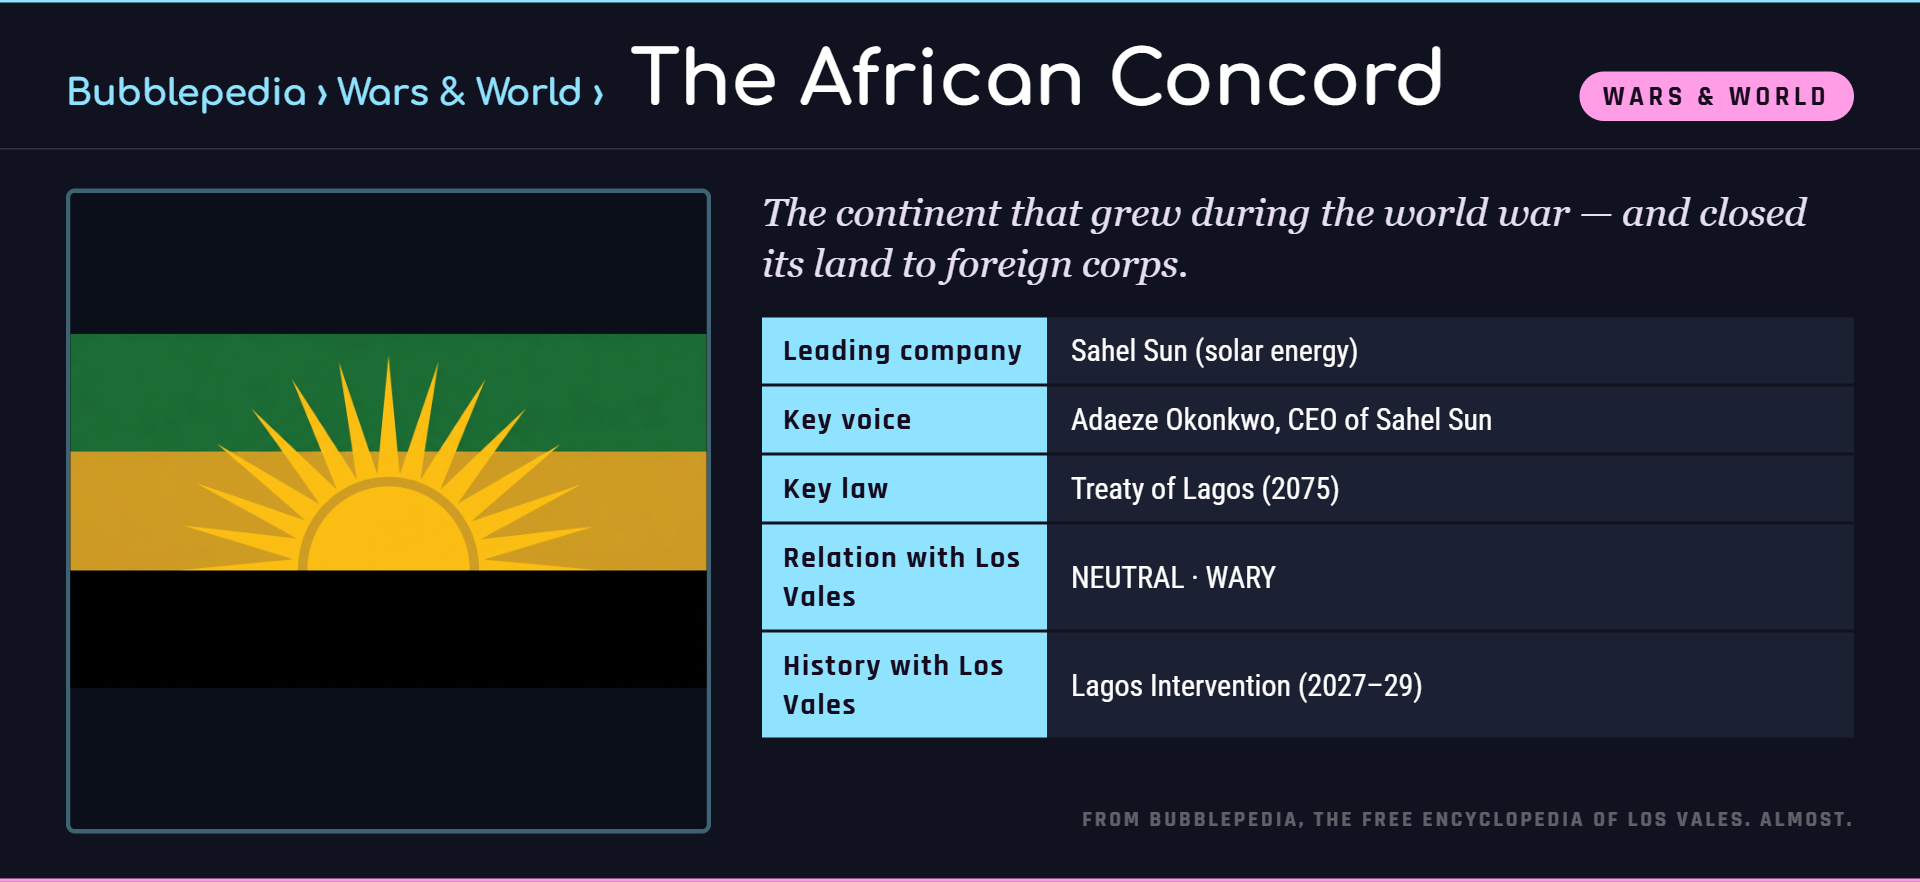 Bubblepedia › Wars & World › The African Concord
WARS & WORLD
The continent that grew during the world war — and closed
its land to foreign corps.
Leading company
Sahel Sun (solar energy)
Key voice
Adaeze Okonkwo, CEO of Sahel Sun
Key law
Treaty of Lagos (2075)
Relation with Los
Vales
NEUTRAL · WARY
History with Los
Vales
Lagos Intervention (2027–29)
FROM BUBBLEPEDIA, THE FREE ENCYCLOPEDIA OF LOS VALES. ALMOST.